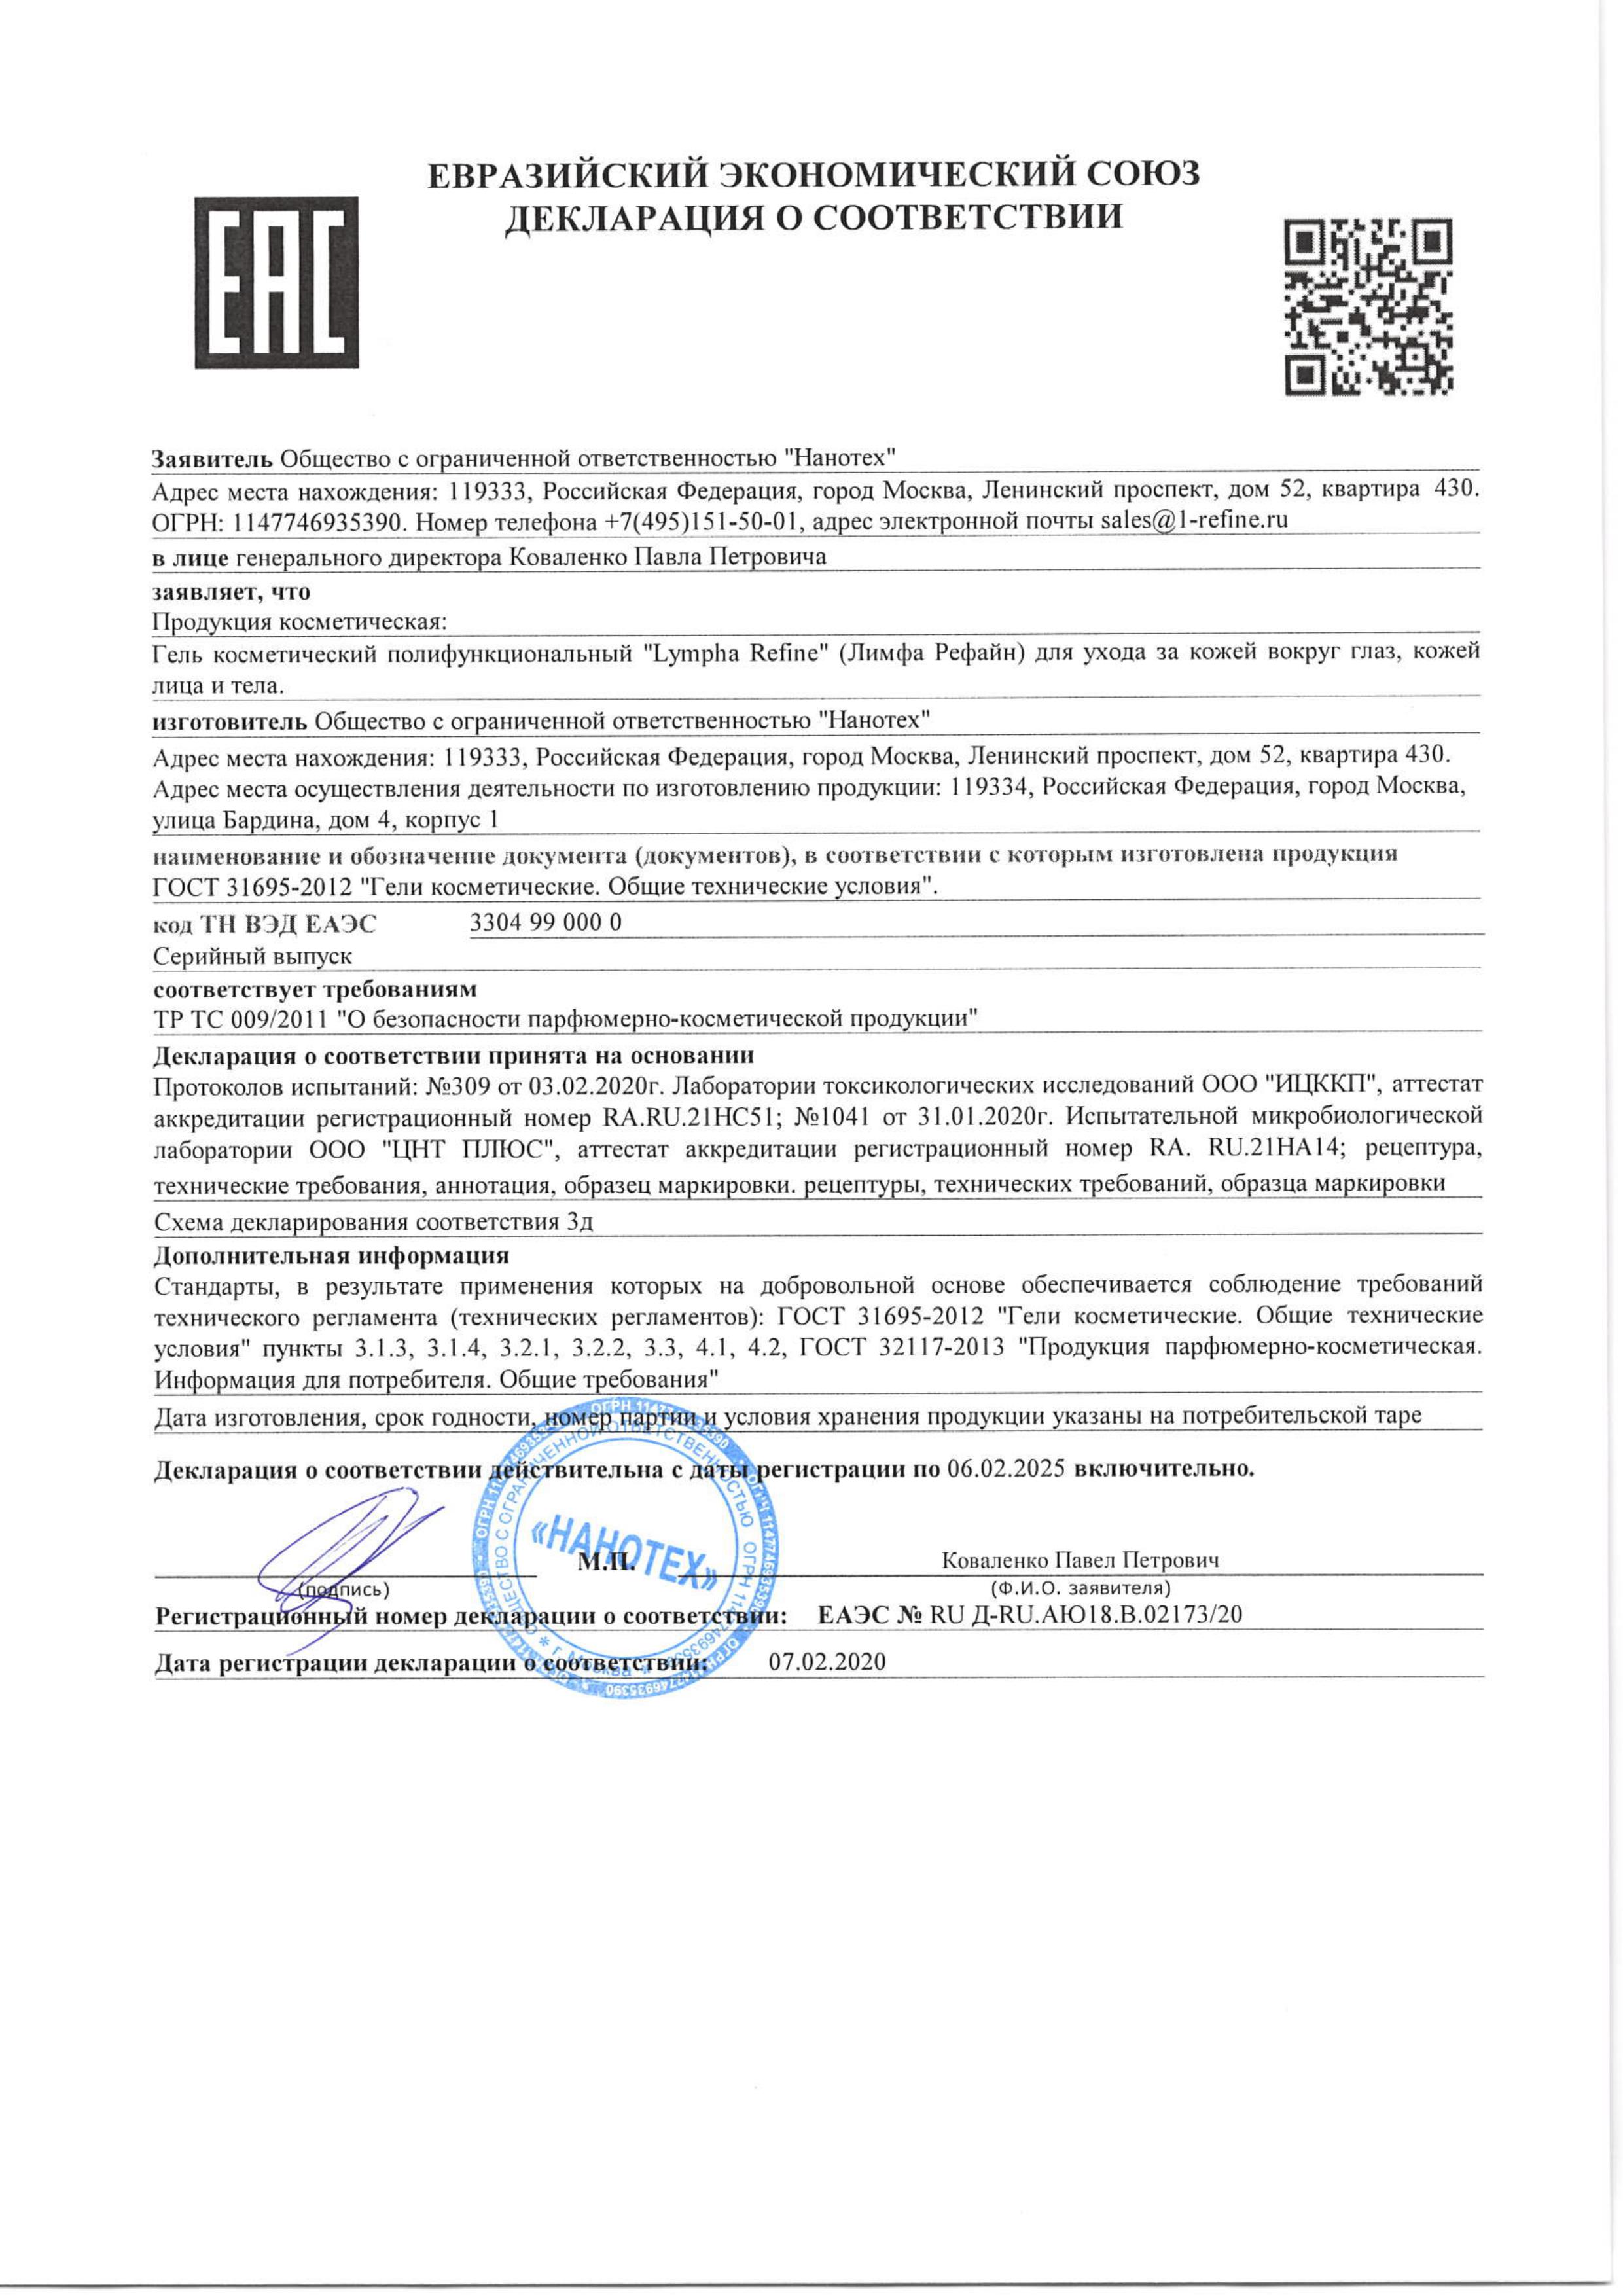 ЕВРАЗИЙСКИЙ ЭКОНОМИЧЕСКИЙ СОЮЗ
ДЕКЛАРАЦИЯ О СООТВЕТСТВИИ
ЕАС
Заявитель Общество с ограниченной ответственностью "Нанотех"
Адрес места нахождения: 119333, Российская Федерация, город Москва, Ленинский проспект, дом 52, квартира 430.
ОГРН: 1147746935390. Номер телефона +7(495)151-50-01, адрес электронной почты sales@1-refine.ru
в лице генерального директора Коваленко Павла Петровича
заявляет, что
Продукция косметическая:
Гель косметический полифункциональный "Lympha Refine" (Лимфа Рефайн) для ухода за кожей вокруг глаз, кожей
лица и тела.
изготовитель Общество с ограниченной ответственностью "Нанотех"
Адрес места нахождения: 119333, Российская Федерация, город Москва, Ленинский проспект, дом 52, квартира 430.
Адрес места осуществления деятельности по изготовлению продукции: 119334, Российская Федерация, город Москва,
улица Бардина, дом 4, корпус 1
наименование и обозначение документа (документов), в соответствии с которым изготовлена продукция
ГОСТ 31695-2012 "Гели косметические. Общие технические условия".
код ТН ВЭД ЕАЭС 3304 99 000 0
Серийный выпуск
соответствует требованиям
ТР ТС 009/2011 "О безопасности парфюмерно-косметической продукции"
Декларация о соответствии принята на основании
Протоколов испытаний: №309 от 03.02.2020г. Лаборатории токсикологических исследований ООО "ИЦККП", аттестат
аккредитации регистрационный номер RA.RU.21НС51; №1041 от 31.01.2020г. Испытательной микробиологической
лаборатории ООО "ЦНТ ПЛЮС", аттестат аккредитации регистрационный номер RA. RU.21НА14; рецептура,
технические требования, аннотация, образец маркировки. рецептуры, технических требований, образца маркировки
Схема декларирования соответствия 3д
Дополнительная информация
Стандарты, в результате применения которых на добровольной основе обеспечивается соблюдение требований
технического регламента (технических регламентов): ГОСТ 31695-2012 "Гели косметические. Общие технические
условия" пункты 3.1.3, 3.1.4, 3.2.1, 3.2.2, 3.3, 4.1, 4.2, ГОСТ 32117-2013 "Продукция парфюмерно-косметическая.
Информация для потребителя. Общие требования"
Дата изготовления, срок годности, номер партии и условия хранения продукции указаны на потребительской таре
Декларация о соответствии действительна с даты регистрации по 06.02.2025 включительно.
ОБЩЕСТВО С ОГРАНИЧЕННОЙ ОТВЕТСТВЕННОСТЬЮ ОГРН 1147746935390 * г. Москва *
«НАНОТЕХ»
М.П. Коваленко Павел Петрович
(подпись) (Ф.И.О. заявителя)
Регистрационный номер декларации о соответствии: ЕАЭС № RU Д-RU.АЮ18.В.02173/20
Дата регистрации декларации о соответствии: 07.02.2020